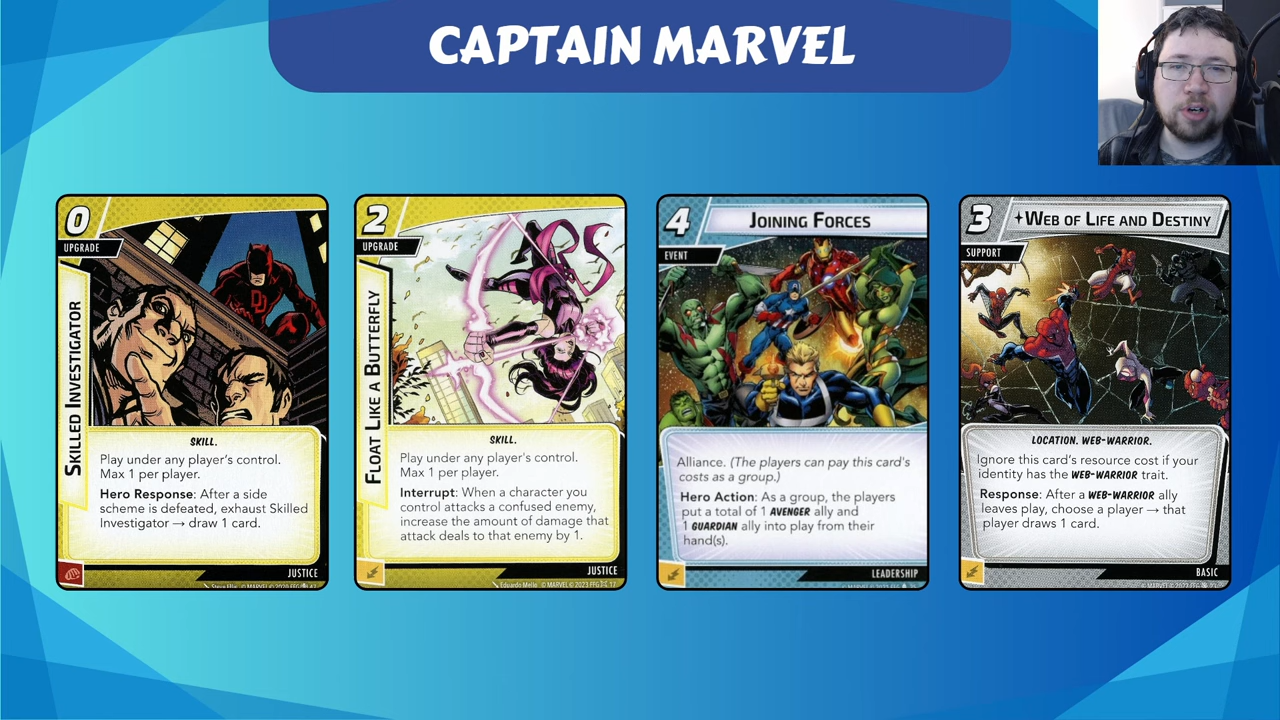 CAPTAIN MARVEL
0
UPGRADE
SKILLED INVESTIGATOR
SKILL.
Play under any player's control.
Max 1 per player.
Hero Response: After a side
scheme is defeated, exhaust Skilled
Investigator → draw 1 card.
JUSTICE
2
UPGRADE
FLOAT LIKE A BUTTERFLY
SKILL.
Play under any player's control.
Max 1 per player.
Interrupt: When a character you
control attacks a confused enemy,
increase the amount of damage that
attack deals to that enemy by 1.
Eduardo Mello © MARVEL © 2023 FFG
JUSTICE
4
JOINING FORCES
EVENT
Alliance. (The players can pay this card's
costs as a group.)
Hero Action: As a group, the players
put a total of 1 AVENGER ally and
1 GUARDIAN ally into play from their
hand(s).
LEADERSHIP
3
WEB OF LIFE AND DESTINY
SUPPORT
LOCATION. WEB-WARRIOR.
Ignore this card's resource cost if your
identity has the WEB-WARRIOR trait.
Response: After a WEB-WARRIOR ally
leaves play, choose a player → that
player draws 1 card.
BASIC